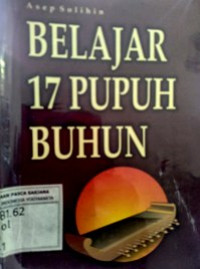 Asep Solihin
BELAJAR
17 PUPUH
BUHUN